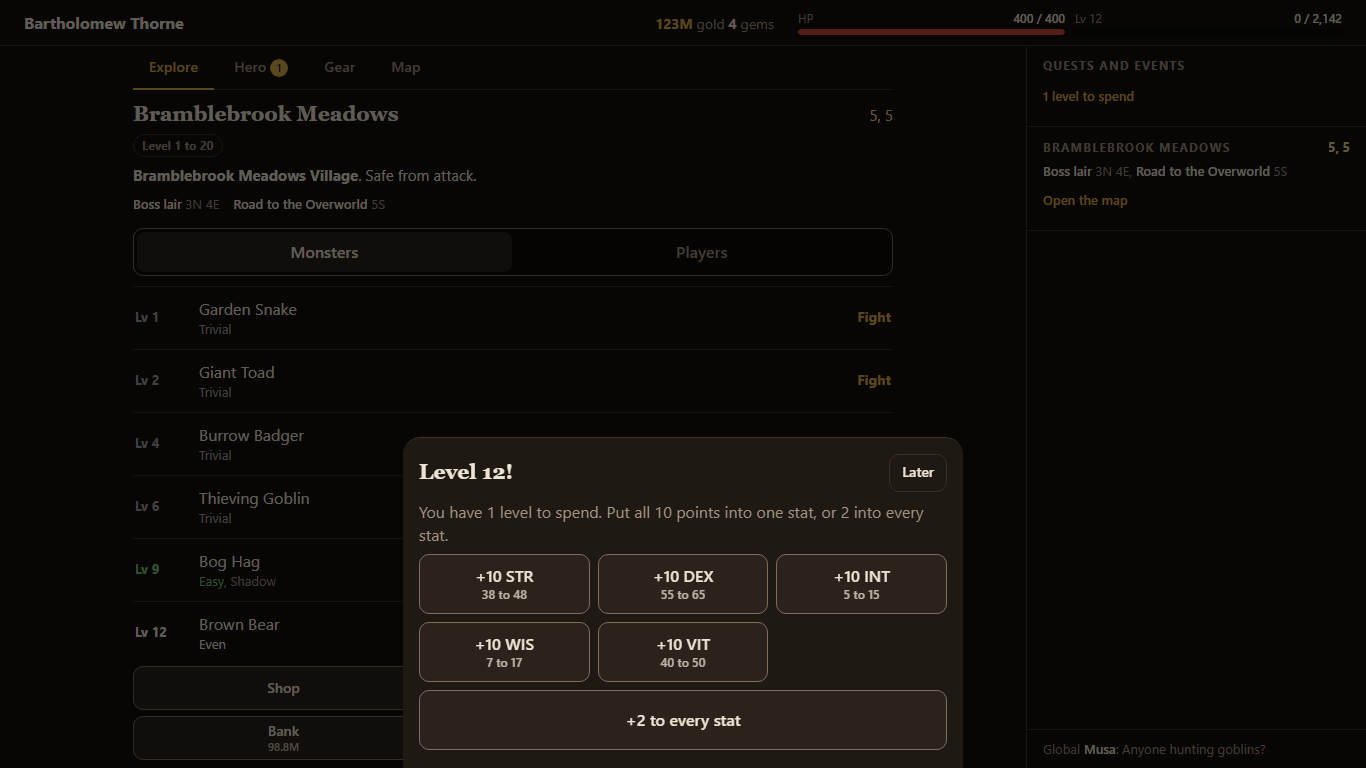 Bartholomew Thorne
123M gold 4 gems
HP 400 / 400
Lv 12 0 / 2,142
Explore
Hero 1
Gear
Map
Bramblebrook Meadows
5, 5
Level 1 to 20
Bramblebrook Meadows Village. Safe from attack.
Boss lair 3N 4E Road to the Overworld 5S
Monsters
Players
Lv 1
Garden Snake
Trivial
Fight
Lv 2
Giant Toad
Trivial
Fight
Lv 4
Burrow Badger
Trivial
Lv 6
Thieving Goblin
Trivial
Lv 9
Bog Hag
Easy, Shadow
Lv 12
Brown Bear
Even
Shop
Bank
98.8M
Level 12!
Later
You have 1 level to spend. Put all 10 points into one stat, or 2 into every
stat.
+10 STR
38 to 48
+10 DEX
55 to 65
+10 INT
5 to 15
+10 WIS
7 to 17
+10 VIT
40 to 50
+2 to every stat
QUESTS AND EVENTS
1 level to spend
BRAMBLEBROOK MEADOWS
5, 5
Boss lair 3N 4E, Road to the Overworld 5S
Open the map
Global Musa: Anyone hunting goblins?